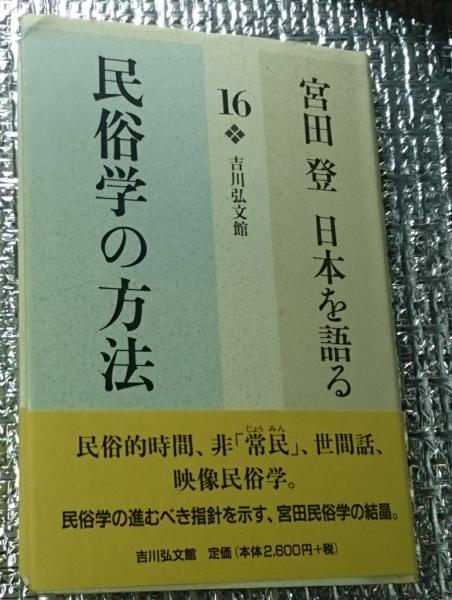 宮田 登 日本を語る
16
吉川弘文館
民俗学の方法
民俗的時間、非「常民」、世間話、
じょうみん
映像民俗学。
民俗学の進むべき指針を示す、宮田民俗学の結晶。
吉川弘文館 定価(本体2,600円+税)